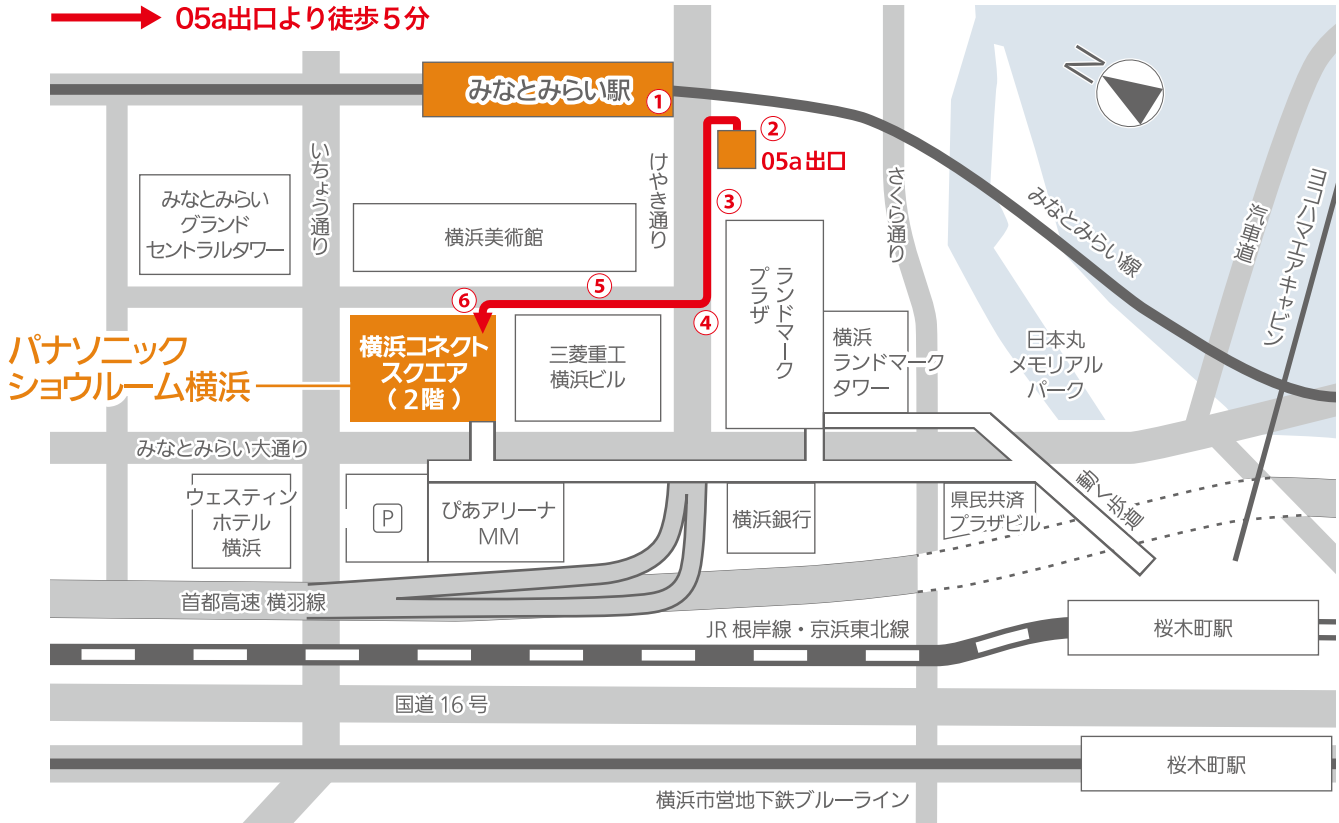 05a出口より徒歩5分
N
みなとみらい駅
①
②
05a出口
いちょう通り
けやき通り
さくら通り
ヨコハマエアキャビン
汽車道
みなとみらい線
みなとみらい
グランド
セントラルタワー
横浜美術館
③
ランドマーク
プラザ
⑤
⑥
④
横浜コネクト
スクエア
(2階)
パナソニック
ショウルーム横浜
三菱重工
横浜ビル
横浜
ランドマーク
タワー
日本丸
メモリアル
パーク
みなとみらい大通り
ウェスティン
ホテル
横浜
P
ぴあアリーナ
MM
横浜銀行
県民共済
プラザビル
動く歩道
首都高速 横羽線
JR 根岸線・京浜東北線
桜木町駅
国道16号
桜木町駅
横浜市営地下鉄ブルーライン